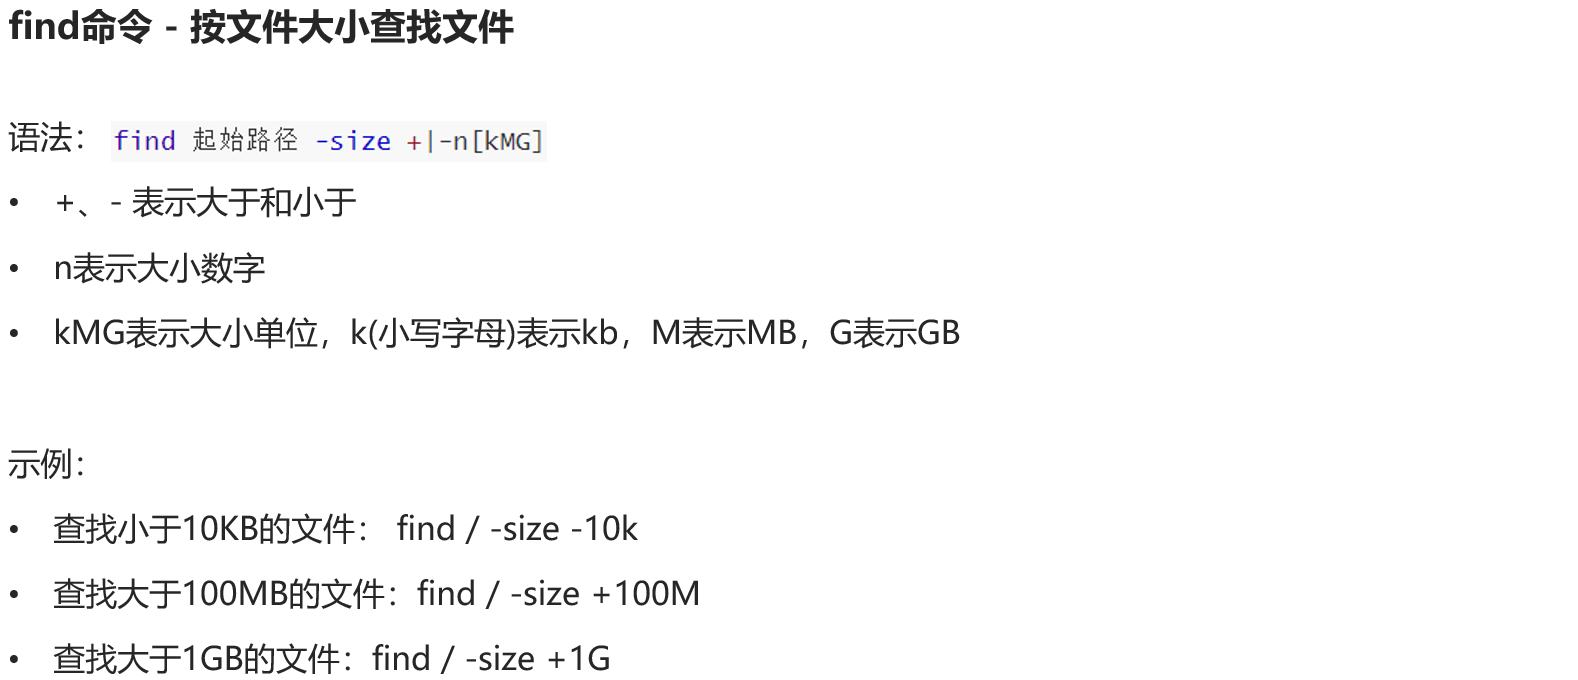 find命令 - 按文件大小查找文件
语法： find 起始路径 -size +|-n[kMG]
• +、- 表示大于和小于
• n表示大小数字
• kMG表示大小单位，k(小写字母)表示kb，M表示MB，G表示GB
示例：
• 查找小于10KB的文件： find / -size -10k
• 查找大于100MB的文件：find / -size +100M
• 查找大于1GB的文件：find / -size +1G